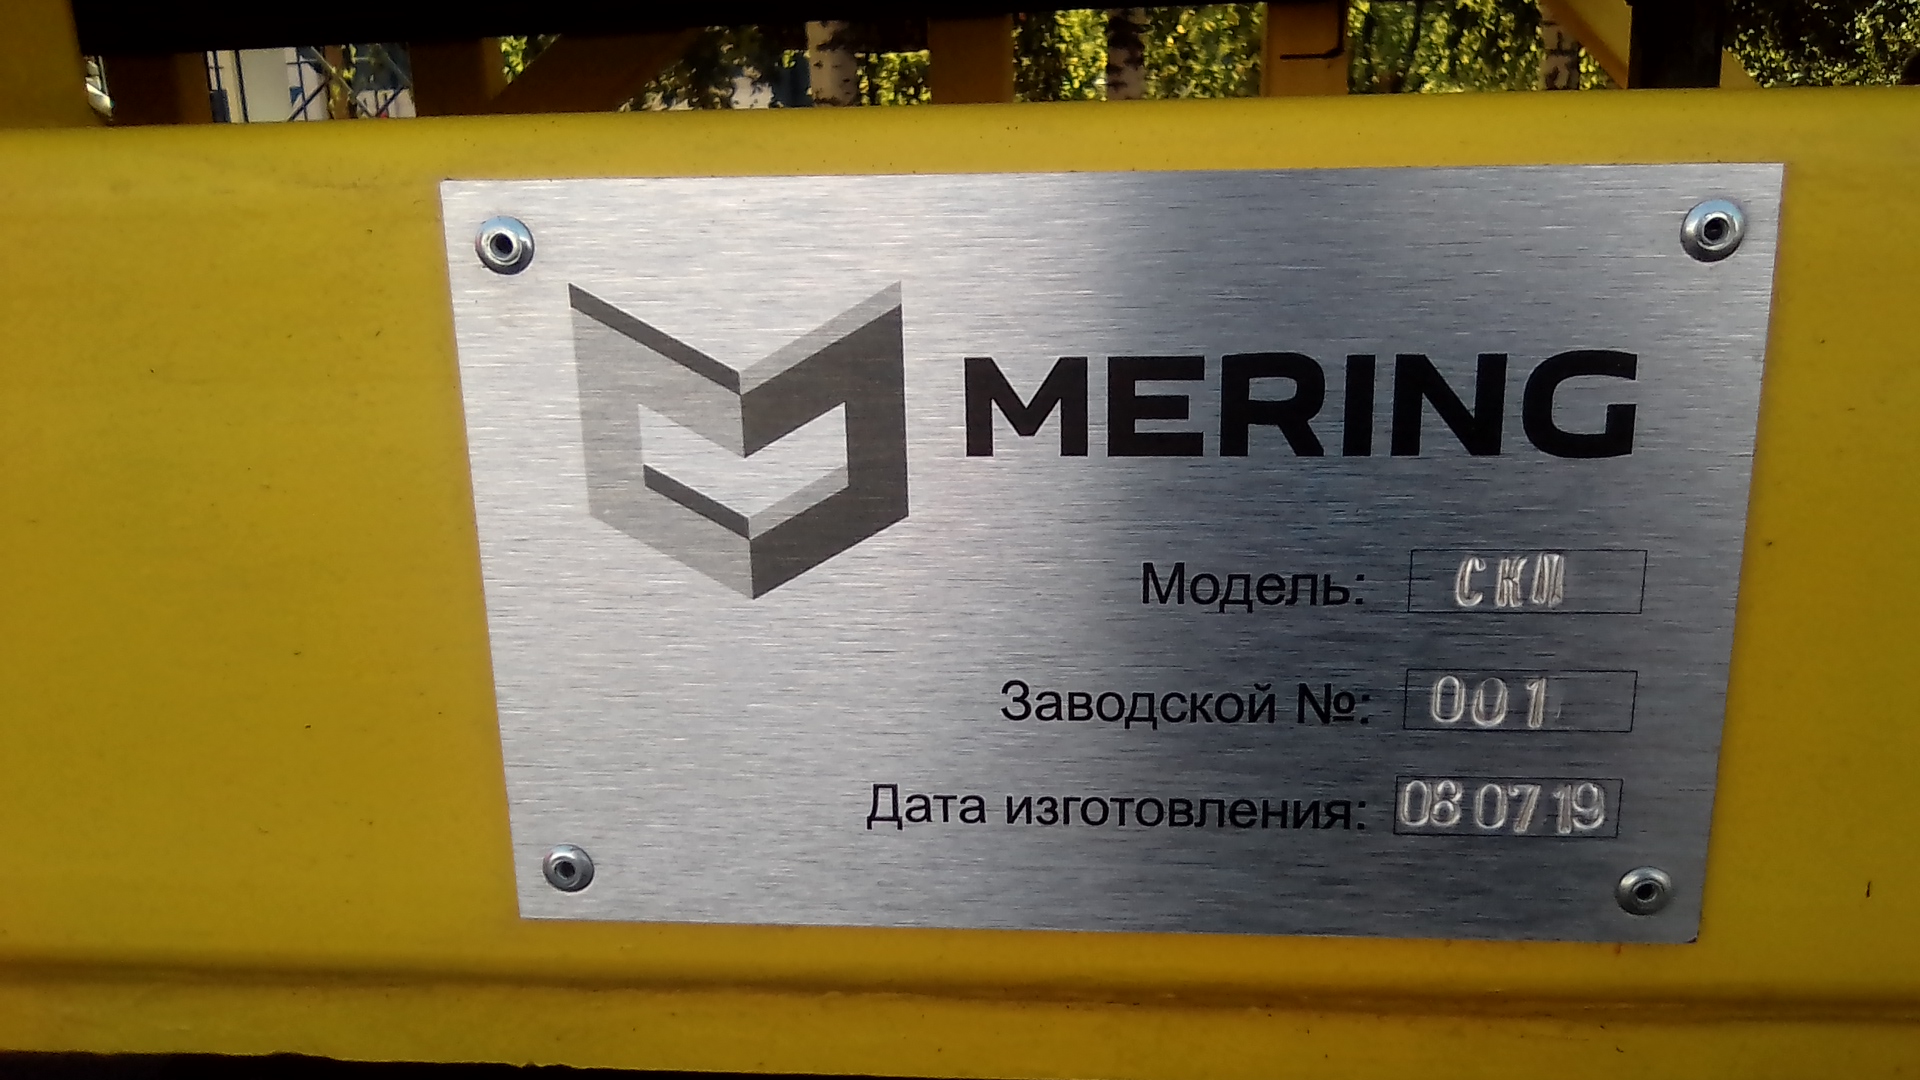 MERING
Модель: СКП
Заводской №: 001
Дата изготовления: 08 07 19